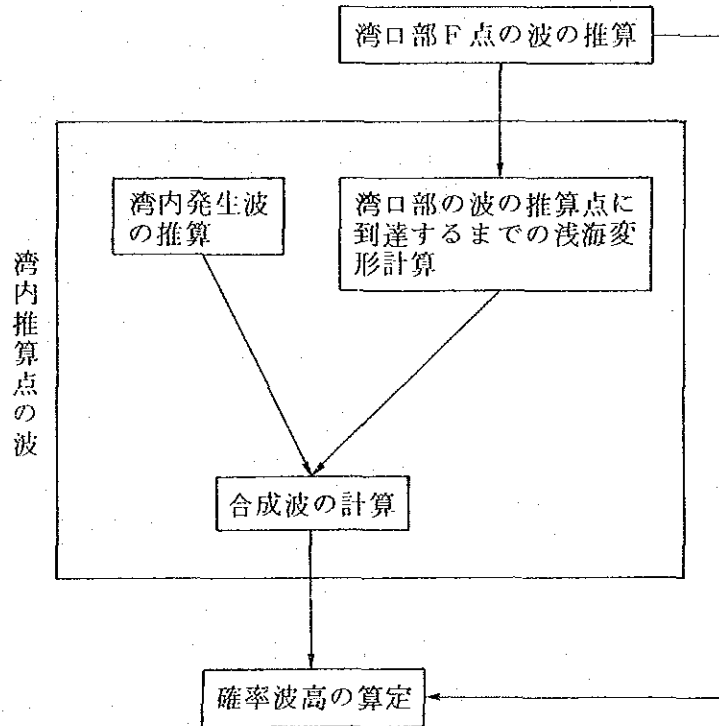 湾口部F点の波の推算
湾内発生波
の推算
湾口部の波の推算点に
到達するまでの浅海変
形計算
湾内推算点の波
合成波の計算
確率波高の算定